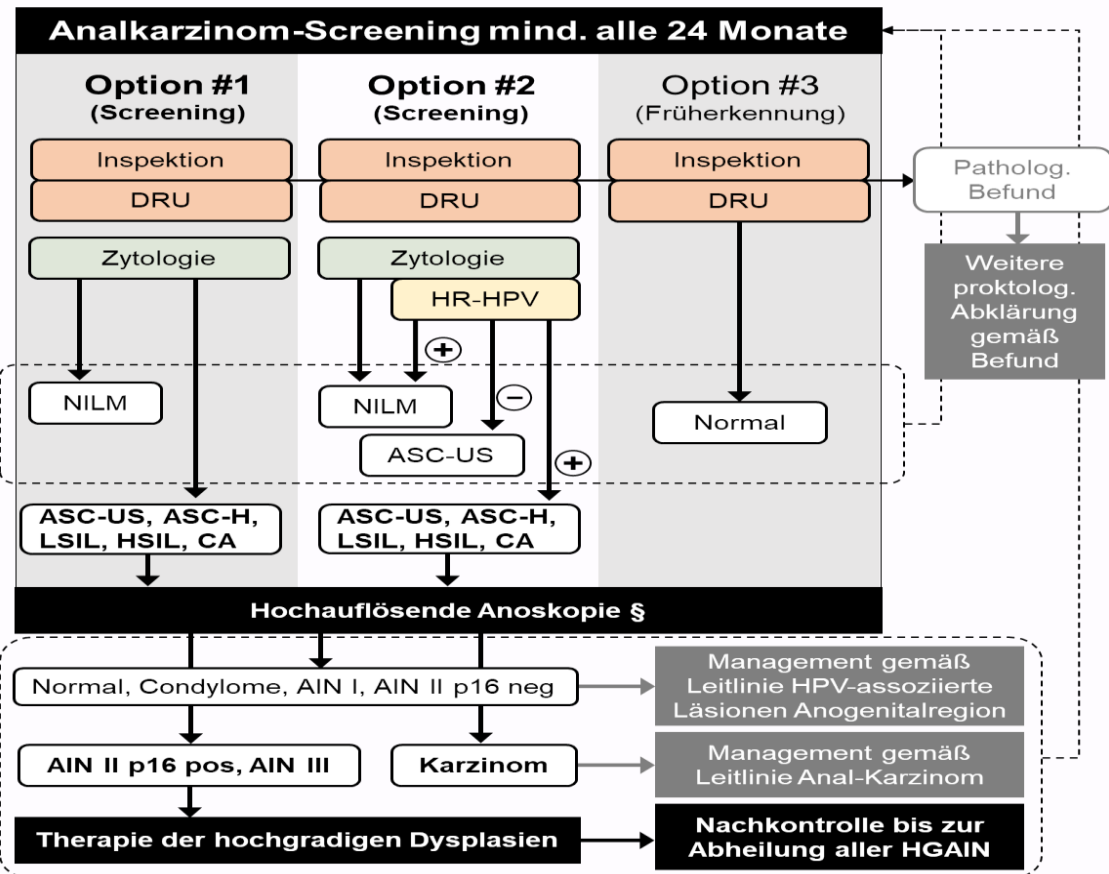 Analkarzinom-Screening mind. alle 24 Monate
Option #1
(Screening)
Option #2
(Screening)
Option #3
(Früherkennung)
Inspektion
DRU
Inspektion
DRU
Inspektion
DRU
Patholog.
Befund
Zytologie
Zytologie
HR-HPV
Weitere
proktolog.
Abklärung
gemäß
Befund
+
−
+
NILM
NILM
ASC-US
Normal
ASC-US, ASC-H,
LSIL, HSIL, CA
ASC-US, ASC-H,
LSIL, HSIL, CA
Hochauflösende Anoskopie §
Normal, Condylome, AIN I, AIN II p16 neg
Management gemäß
Leitlinie HPV-assoziierte
Läsionen Anogenitalregion
AIN II p16 pos, AIN III
Karzinom
Management gemäß
Leitlinie Anal-Karzinom
Therapie der hochgradigen Dysplasien
Nachkontrolle bis zur
Abheilung aller HGAIN